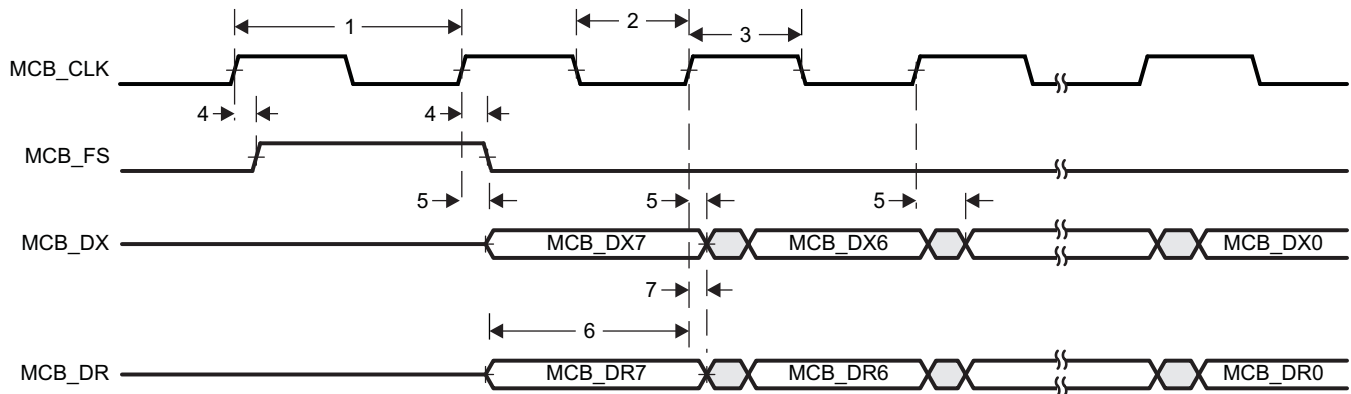 1
2
3
MCB_CLK
4
4
MCB_FS
5
5
5
MCB_DX
MCB_DX7
MCB_DX6
MCB_DX0
7
6
MCB_DR
MCB_DR7
MCB_DR6
MCB_DR0